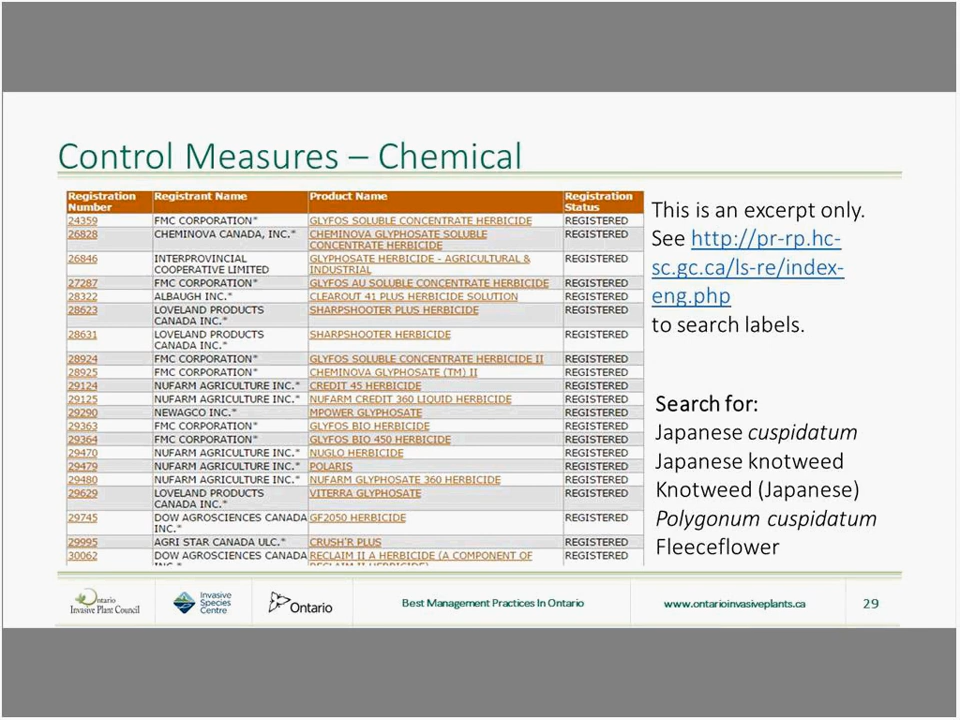 Control Measures – Chemical
Registration Number Registrant Name Product Name Registration Status
24359 FMC CORPORATION* GLYFOS SOLUBLE CONCENTRATE HERBICIDE REGISTERED
26828 CHEMINOVA CANADA, INC.* CHEMINOVA GLYPHOSATE SOLUBLE CONCENTRATE HERBICIDE REGISTERED
26846 INTERPROVINCIAL COOPERATIVE LIMITED GLYPHOSATE HERBICIDE - AGRICULTURAL & INDUSTRIAL REGISTERED
27287 FMC CORPORATION* GLYFOS AU SOLUBLE CONCENTRATE HERBICIDE REGISTERED
28322 ALBAUGH INC.* CLEAROUT 41 PLUS HERBICIDE SOLUTION REGISTERED
28623 LOVELAND PRODUCTS CANADA INC.* SHARPSHOOTER PLUS HERBICIDE REGISTERED
28631 LOVELAND PRODUCTS CANADA INC.* SHARPSHOOTER HERBICIDE REGISTERED
28924 FMC CORPORATION* GLYFOS SOLUBLE CONCENTRATE HERBICIDE II REGISTERED
28925 FMC CORPORATION* CHEMINOVA GLYPHOSATE (TM) II REGISTERED
29124 NUFARM AGRICULTURE INC.* CREDIT 45 HERBICIDE REGISTERED
29125 NUFARM AGRICULTURE INC.* NUFARM CREDIT 360 LIQUID HERBICIDE REGISTERED
29290 NEWAGCO INC.* MPOWER GLYPHOSATE REGISTERED
29363 FMC CORPORATION* GLYFOS BIO HERBICIDE REGISTERED
29364 FMC CORPORATION* GLYFOS BIO 450 HERBICIDE REGISTERED
29470 NUFARM AGRICULTURE INC.* NUGLO HERBICIDE REGISTERED
29479 NUFARM AGRICULTURE INC.* POLARIS REGISTERED
29480 NUFARM AGRICULTURE INC.* NUFARM GLYPHOSATE 360 HERBICIDE REGISTERED
29629 LOVELAND PRODUCTS CANADA INC.* VITERRA GLYPHOSATE REGISTERED
29745 DOW AGROSCIENCES CANADA INC.* GF2050 HERBICIDE REGISTERED
29995 AGRI STAR CANADA ULC.* CRUSH'R PLUS REGISTERED
30062 DOW AGROSCIENCES CANADA INC.* RECLAIM II A HERBICIDE (A COMPONENT OF RECLAIM II HERBICIDE) REGISTERED
This is an excerpt only.
See http://pr-rp.hc-
sc.gc.ca/ls-re/index-
eng.php
to search labels.
Search for:
Japanese cuspidatum
Japanese knotweed
Knotweed (Japanese)
Polygonum cuspidatum
Fleeceflower
Ontario
Invasive Plant Council
Invasive
Species
Centre
Ontario
Best Management Practices In Ontario
www.ontarioinvasiveplants.ca
29